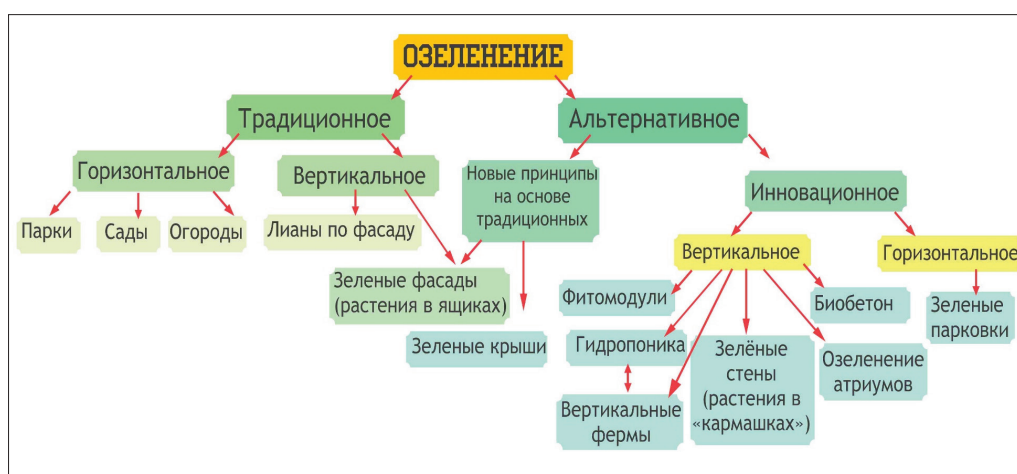 ОЗЕЛЕНЕНИЕ
Традиционное
Альтернативное
Горизонтальное
Вертикальное
Новые принципы
на основе
традиционных
Инновационное
Парки
Сады
Огороды
Лианы по фасаду
Вертикальное
Горизонтальное
Зеленые фасады
(растения в ящиках)
Зеленые крыши
Фитомодули
Биобетон
Зеленые
парковки
Гидропоника
Зелёные
стены
(растения в
«кармашках»)
Озеленение
атриумов
Вертикальные
фермы